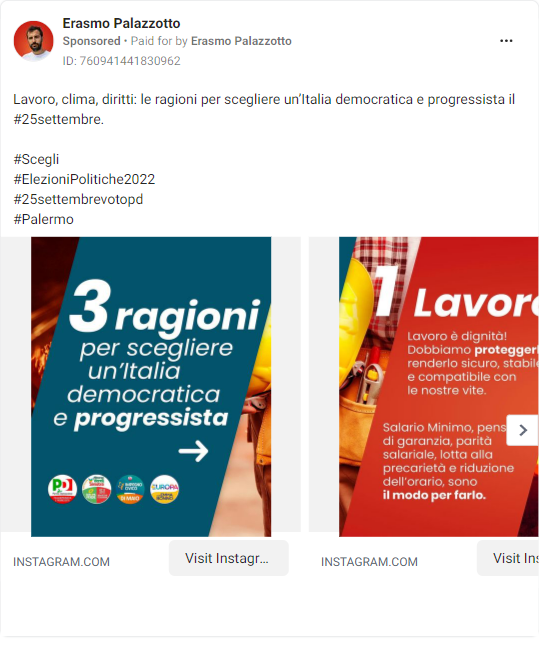 Erasmo Palazzotto
Sponsored • Paid for by Erasmo Palazzotto
ID: 760941441830962
Lavoro, clima, diritti: le ragioni per scegliere un’Italia democratica e progressista il
#25settembre.
#Scegli
#ElezioniPolitiche2022
#25settembrevotopd
#Palermo
3 ragioni
per scegliere
un’Italia
democratica
e progressista
PD
INSTAGRAM.COM
Visit Instagr...
1 Lavoro
Lavoro è dignità!
Dobbiamo proteggerl
renderlo sicuro, stabile
e compatibile con
le nostre vite.
Salario Minimo, pens
di garanzia, parità
salariale, lotta alla
precarietà e riduzione
dell’orario, sono
il modo per farlo.
INSTAGRAM.COM
Visit Ins